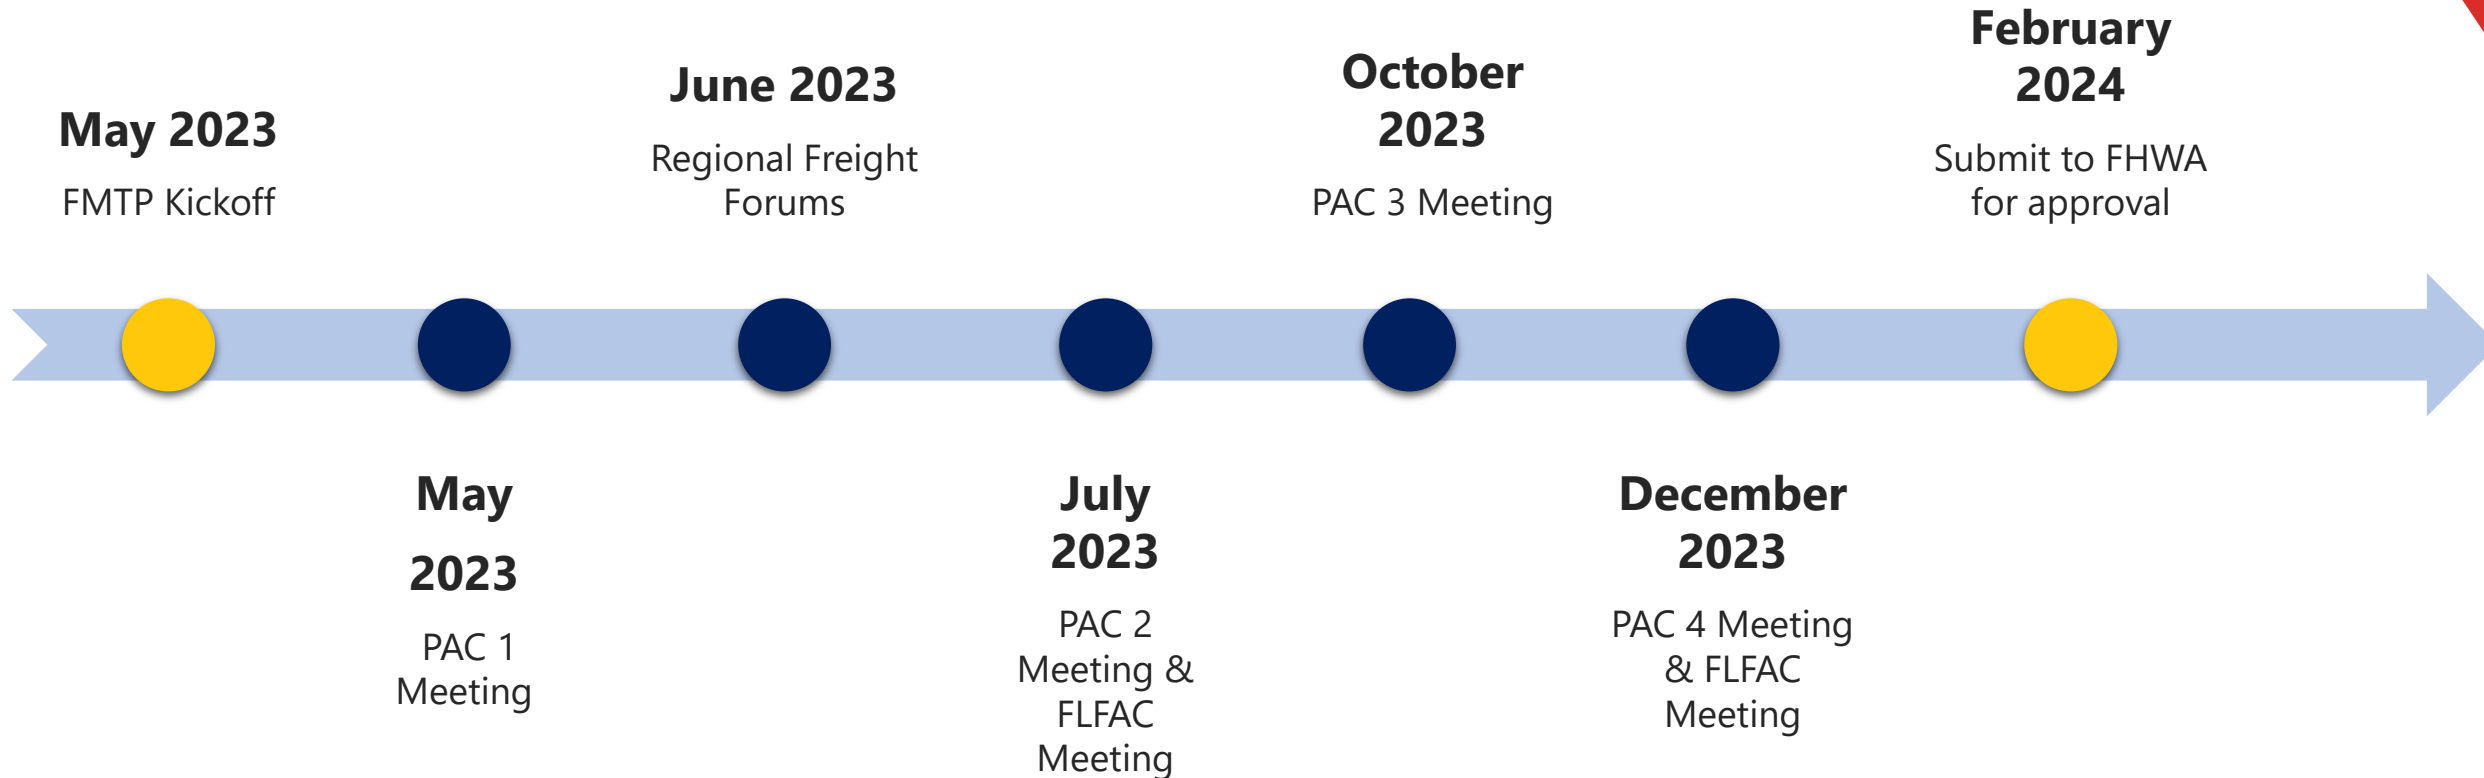 May 2023
FMTP Kickoff
May
2023
PAC 1
Meeting
June 2023
Regional Freight
Forums
July
2023
PAC 2
Meeting &
FLFAC
Meeting
October
2023
PAC 3 Meeting
December
2023
PAC 4 Meeting
& FLFAC
Meeting
February
2024
Submit to FHWA
for approval